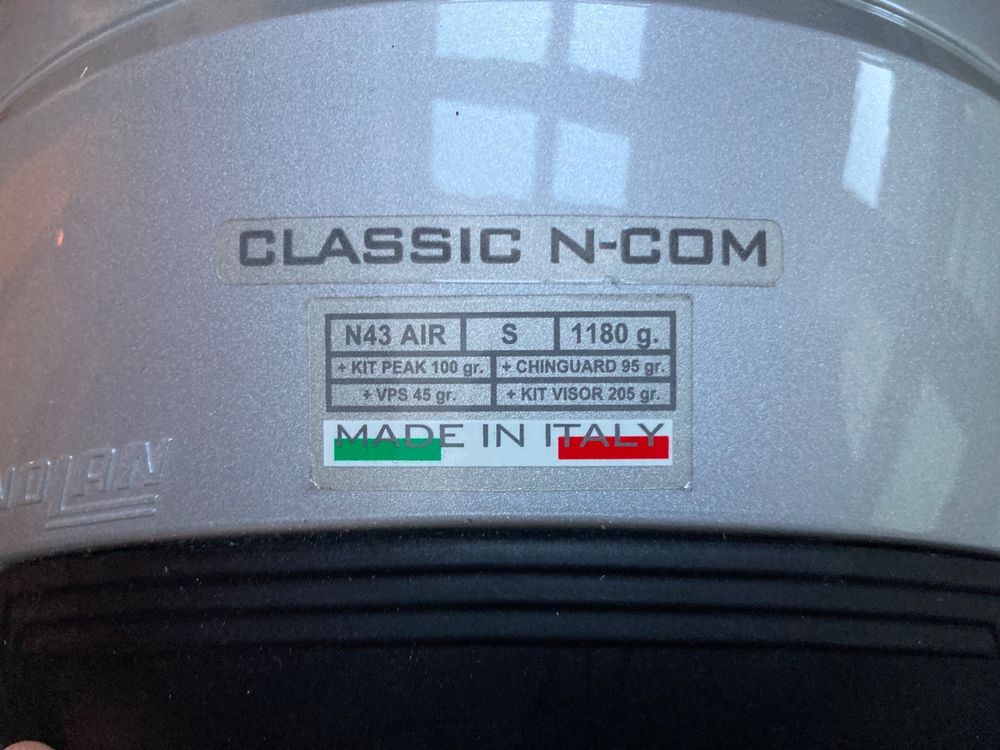 CLASSIC N-COM
N43 AIR S 1180 g.
+ KIT PEAK 100 gr. + CHINGUARD 95 gr.
+ VPS 45 gr. + KIT VISOR 205 gr.
MADE IN ITALY
NOLAN